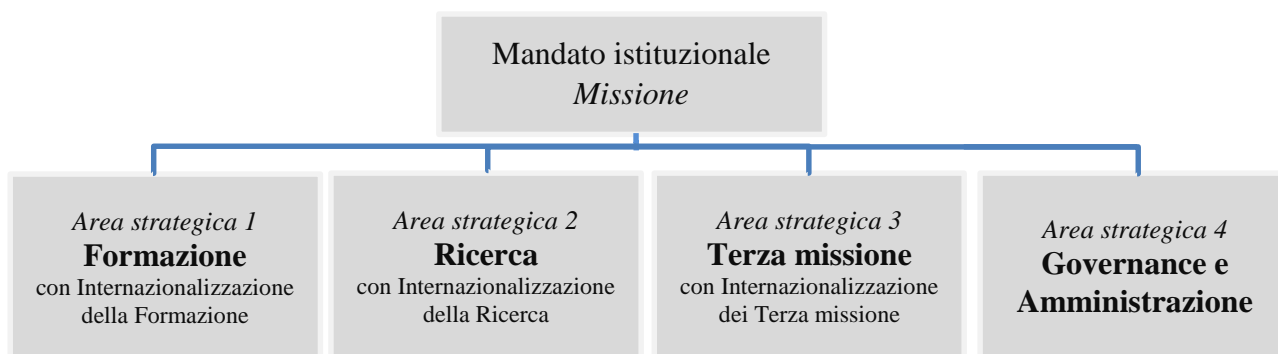 Mandato istituzionale
Missione
Area strategica 1
Formazione
con Internazionalizzazione
della Formazione
Area strategica 2
Ricerca
con Internazionalizzazione
della Ricerca
Area strategica 3
Terza missione
con Internazionalizzazione
dei Terza missione
Area strategica 4
Governance e
Amministrazione